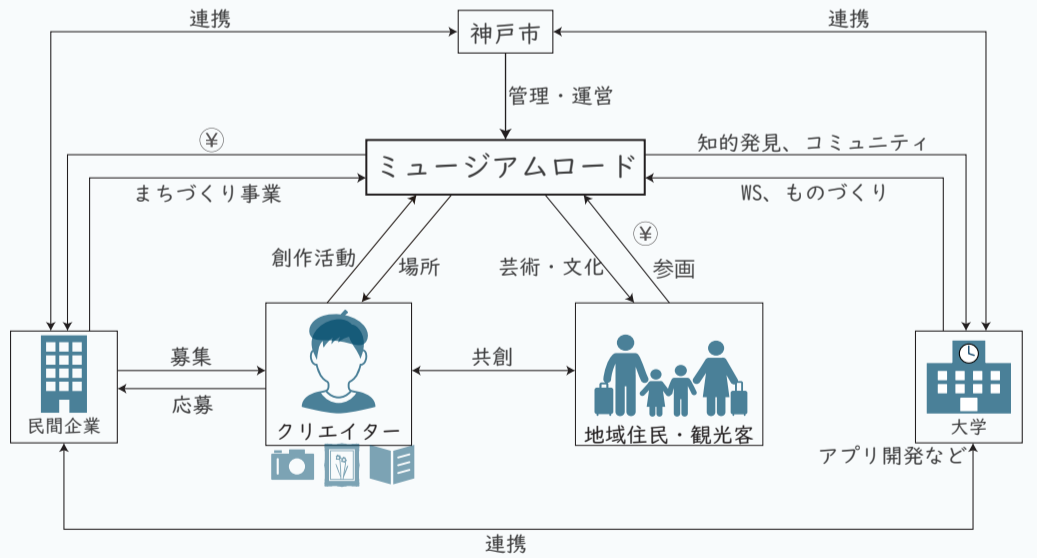 連携
神戸市
連携
管理・運営
¥
ミュージアムロード
知的発見、コミュニティ
まちづくり事業
WS、ものづくり
創作活動
場所
芸術・文化
¥
参画
募集
応募
共創
民間企業
クリエイター
地域住民・観光客
大学
アプリ開発など
連携